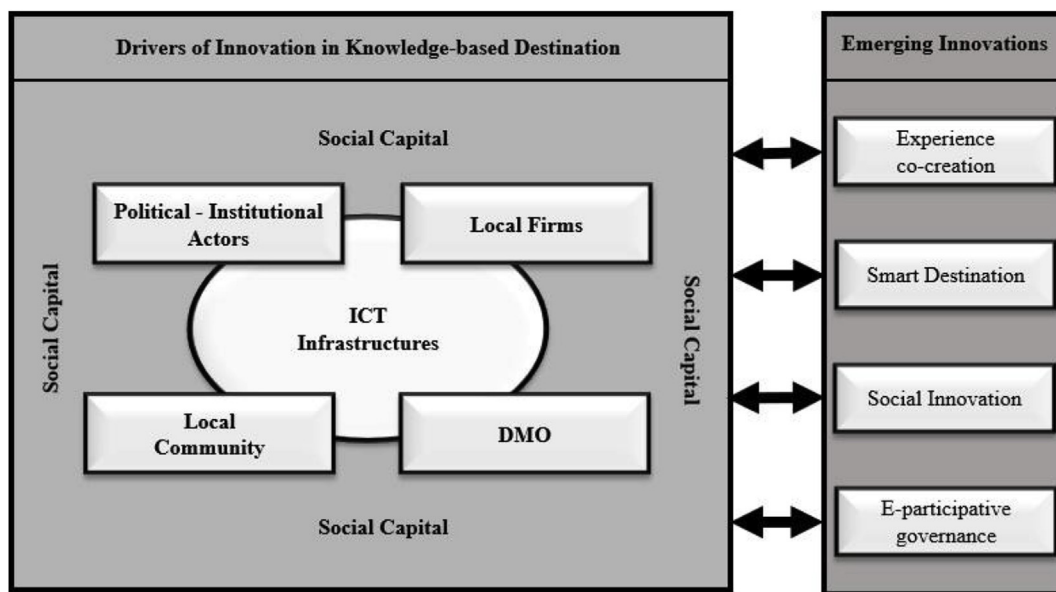 Drivers of Innovation in Knowledge-based Destination
Social Capital
Political - Institutional
Actors
Local Firms
Social Capital
ICT
Infrastructures
Social Capital
Local
Community
DMO
Social Capital
Emerging Innovations
Experience
co-creation
Smart Destination
Social Innovation
E-participative
governance